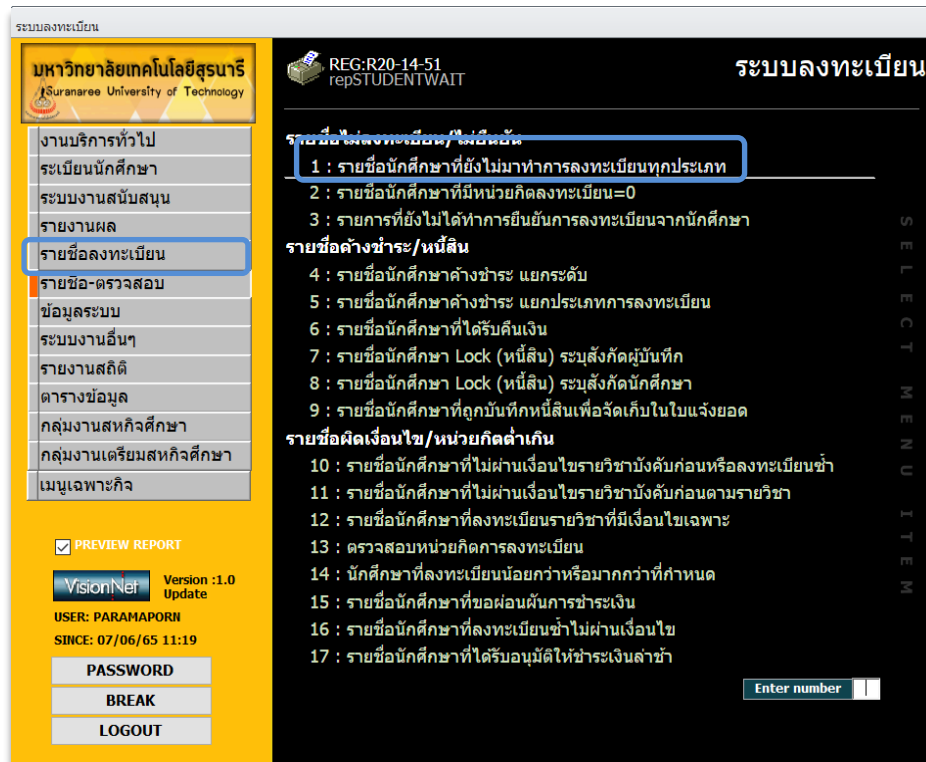 ระบบลงทะเบียน
มหาวิทยาลัยเทคโนโลยีสุรนารี
Suranaree University of Technology
REG:R20-14-51
repSTUDENTWAIT
ระบบลงทะเบียน
งานบริการทั่วไป
ระเบียนนักศึกษา
ระบบงานสนับสนุน
รายงานผล
รายชื่อลงทะเบียน
รายชื่อ-ตรวจสอบ
ข้อมูลระบบ
ระบบงานอื่นๆ
รายงานสถิติ
ตารางข้อมูล
กลุ่มงานสหกิจศึกษา
กลุ่มงานเตรียมสหกิจศึกษา
เมนูเฉพาะกิจ
PREVIEW REPORT
VisionNet
Version :1.0
Update
USER: PARAMAPORN
SINCE: 07/06/65 11:19
PASSWORD
BREAK
LOGOUT
รายชื่อไม่ลงทะเบียน/ไม่ยืนยัน
1 : รายชื่อนักศึกษาที่ยังไม่มาทำการลงทะเบียนทุกประเภท
2 : รายชื่อนักศึกษาที่มีหน่วยกิตลงทะเบียน=0
3 : รายการที่ยังไม่ได้ทำการยืนยันการลงทะเบียนจากนักศึกษา
รายชื่อค้างชำระ/หนี้สิน
4 : รายชื่อนักศึกษาค้างชำระ แยกระดับ
5 : รายชื่อนักศึกษาค้างชำระ แยกประเภทการลงทะเบียน
6 : รายชื่อนักศึกษาที่ได้รับคืนเงิน
7 : รายชื่อนักศึกษา Lock (หนี้สิน) ระบุสังกัดผู้บันทึก
8 : รายชื่อนักศึกษา Lock (หนี้สิน) ระบุสังกัดนักศึกษา
9 : รายชื่อนักศึกษาที่ถูกบันทึกหนี้สินเพื่อจัดเก็บในใบแจ้งยอด
รายชื่อผิดเงื่อนไข/หน่วยกิตต่ำเกิน
10 : รายชื่อนักศึกษาที่ไม่ผ่านเงื่อนไขรายวิชาบังคับก่อนหรือลงทะเบียนซ้ำ
11 : รายชื่อนักศึกษาที่ไม่ผ่านเงื่อนไขรายวิชาบังคับก่อนตามรายวิชา
12 : รายชื่อนักศึกษาที่ลงทะเบียนรายวิชาที่มีเงื่อนไขเฉพาะ
13 : ตรวจสอบหน่วยกิตการลงทะเบียน
14 : นักศึกษาที่ลงทะเบียนน้อยกว่าหรือมากกว่าที่กำหนด
15 : รายชื่อนักศึกษาที่ขอผ่อนผันการชำระเงิน
16 : รายชื่อนักศึกษาที่ลงทะเบียนซ้ำไม่ผ่านเงื่อนไข
17 : รายชื่อนักศึกษาที่ได้รับอนุมัติให้ชำระเงินล่าช้า
Enter number
SELECT MENU ITEM